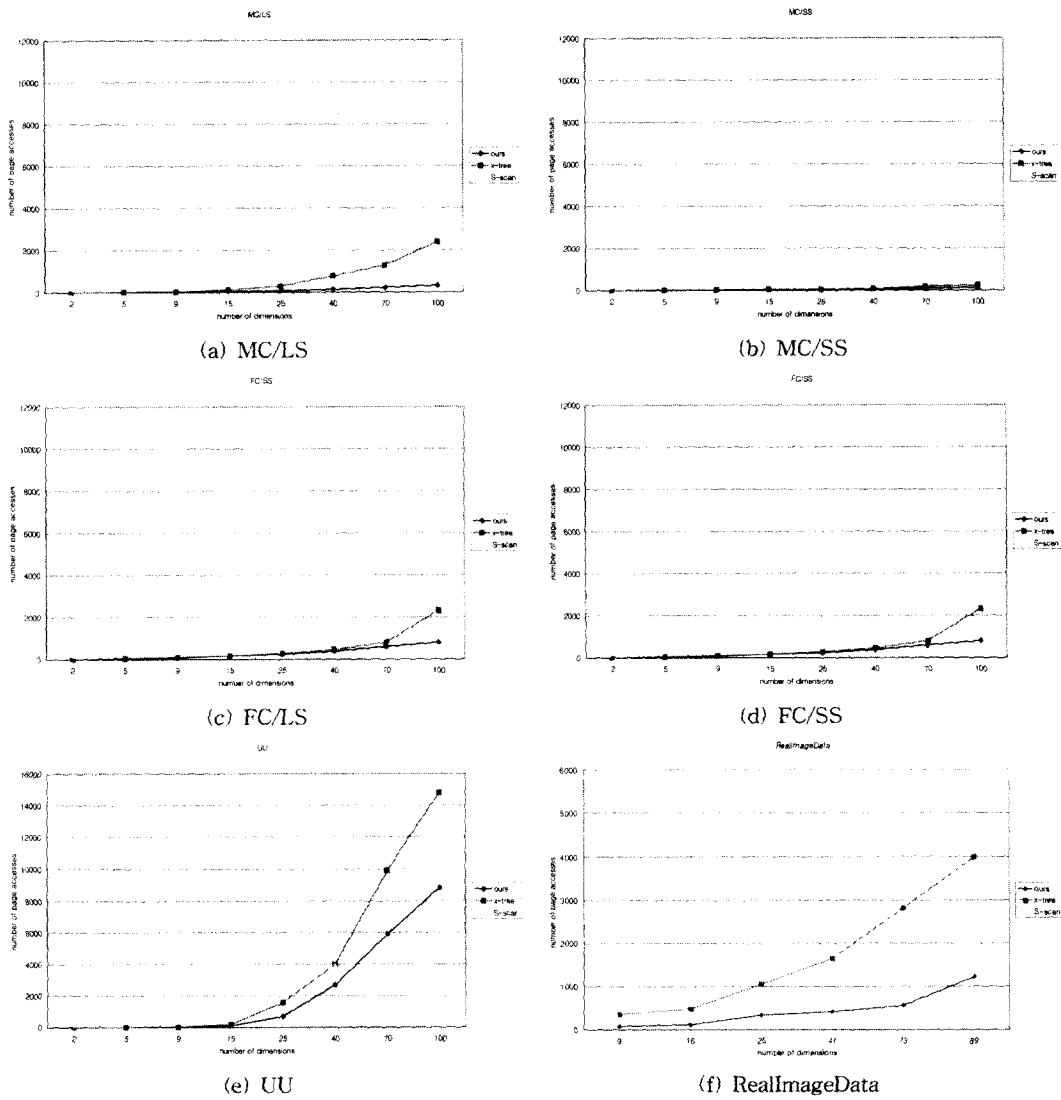 MC/LS
12000
10000
8000
6000
4000
2000
0
number of page accesses
2 5 9 15 25 40 70 100
number of dimensions
ours
x-tree
S-scan
(a) MC/LS
MC/SS
12000
10000
8000
6000
4000
2000
0
number of page accesses
2 5 9 15 25 40 70 100
number of dimensions
ours
x-tree
S-scan
(b) MC/SS
FC/SS
12000
10000
8000
6000
4000
2000
0
number of page accesses
2 5 9 15 25 40 70 100
number of dimensions
ours
x-tree
S-scan
(c) FC/LS
FC/SS
12000
10000
8000
6000
4000
2000
0
number of page accesses
2 5 9 15 25 40 70 100
number of dimensions
ours
x-tree
S-scan
(d) FC/SS
UU
16000
14000
12000
10000
8000
6000
4000
2000
0
number of page accesses
2 5 9 15 25 40 70 100
number of dimensions
ours
x-tree
S-scan
(e) UU
RealImageData
6000
5000
4000
3000
2000
1000
0
number of page accesses
9 16 25 41 73 89
number of dimensions
ours
x-tree
S-scan
(f) RealImageData